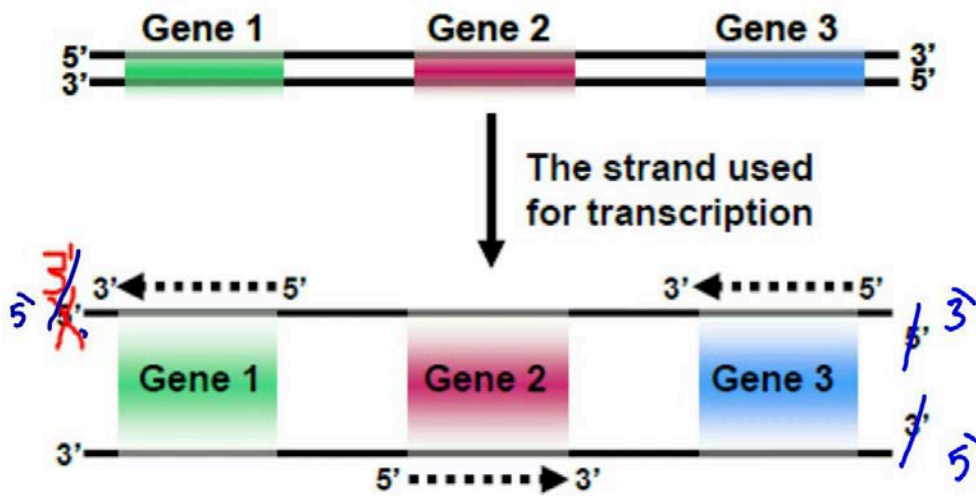 Gene 1 Gene 2 Gene 3
5’ 3’
3’ 5’
The strand used
for transcription
3’ 5’ 3’ 5’
5' 5’ 3'
5’
Gene 1 Gene 2 Gene 3
3’
3’ 5'
5’ 3’